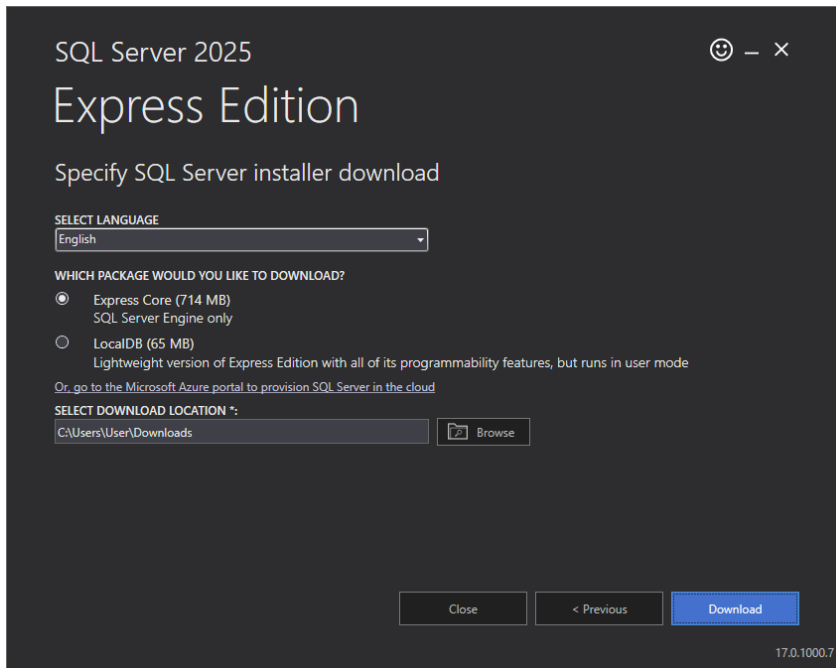 SQL Server 2025
Express Edition
Specify SQL Server installer download
SELECT LANGUAGE
English
WHICH PACKAGE WOULD YOU LIKE TO DOWNLOAD?
Express Core (714 MB)
SQL Server Engine only
LocalDB (65 MB)
Lightweight version of Express Edition with all of its programmability features, but runs in user mode
Or, go to the Microsoft Azure portal to provision SQL Server in the cloud
SELECT DOWNLOAD LOCATION *:
C:\Users\User\Downloads
Browse
Close
< Previous
Download
17.0.1000.7